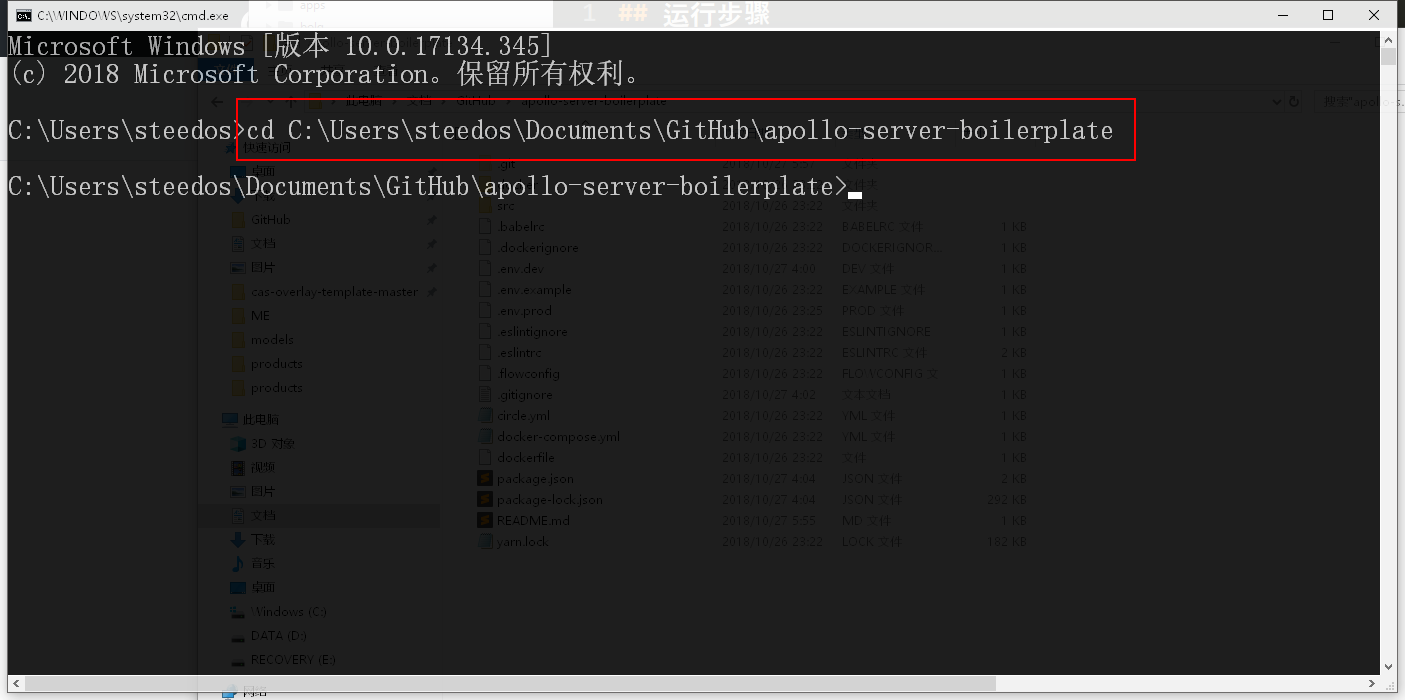 C:\WINDOWS\system32\cmd.exe
apps
1 ## 运行步骤
Microsoft Windows [版本 10.0.17134.345]
(c) 2018 Microsoft Corporation。保留所有权利。
此电脑 > 文档 > GitHub > apollo-server-boilerplate
C:\Users\steedos>cd C:\Users\steedos\Documents\GitHub\apollo-server-boilerplate
快速访问
.git
桌面
C:\Users\steedos\Documents\GitHub\apollo-server-boilerplate>
下载
src 2018/10/26 23:22 文件夹
GitHub
.babelrc 2018/10/26 23:22 BABELRC 文件 1 KB
文档
.dockerignore 2018/10/26 23:22 DOCKERIGNOR... 1 KB
图片
.env.dev 2018/10/27 4:00 DEV 文件 1 KB
cas-overlay-template-master
.env.example 2018/10/26 23:22 EXAMPLE 文件 1 KB
ME
.env.prod 2018/10/26 23:25 PROD 文件 1 KB
models
.eslintignore 2018/10/26 23:22 ESLINTIGNORE 1 KB
.eslintrc 2018/10/26 23:22 ESLINTRC 文件 2 KB
products
.flowconfig 2018/10/26 23:22 FLOWCONFIG 文 1 KB
products
.gitignore 2018/10/27 4:02 文本文档 1 KB
此电脑
circle.yml 2018/10/26 23:22 YML 文件 1 KB
3D 对象
docker-compose.yml 2018/10/26 23:22 YML 文件 1 KB
视频
dockerfile 2018/10/26 23:22 文件 1 KB
图片
package.json 2018/10/27 4:04 JSON 文件 2 KB
package-lock.json 2018/10/27 4:04 JSON 文件 292 KB
文档
README.md 2018/10/27 5:55 MD 文件 1 KB
下载
yarn.lock 2018/10/26 23:22 LOCK 文件 182 KB
音乐
桌面
Windows (C:)
DATA (D:)
RECOVERY (E:)
网络